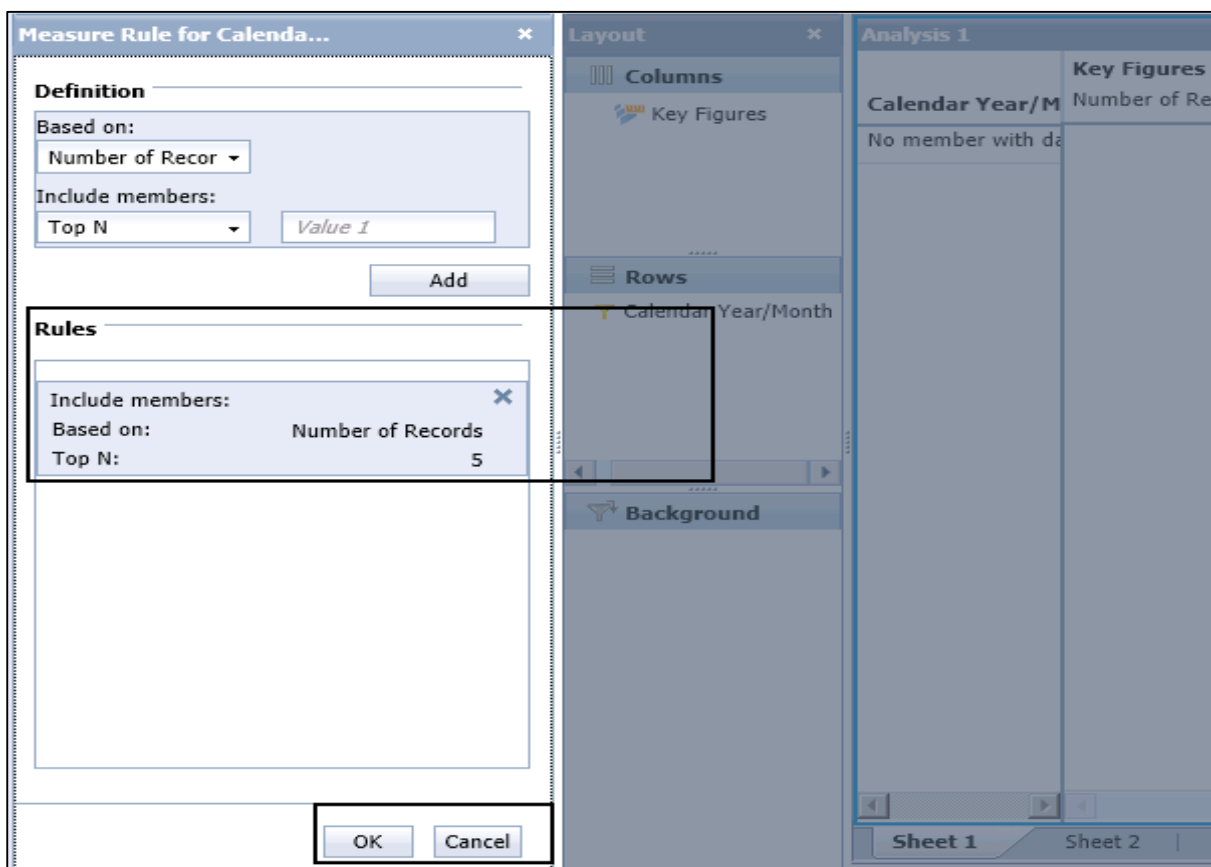 Measure Rule for Calenda...
Definition
Based on:
Number of Recor
Include members:
Top N
Value 1
Add
Rules
Include members:
Based on: Number of Records
Top N: 5
OK Cancel
Layout
Columns
Key Figures
Rows
Calendar Year/Month
Background
Analysis 1
Key Figures
Calendar Year/M Number of Re
No member with da
Sheet 1 Sheet 2